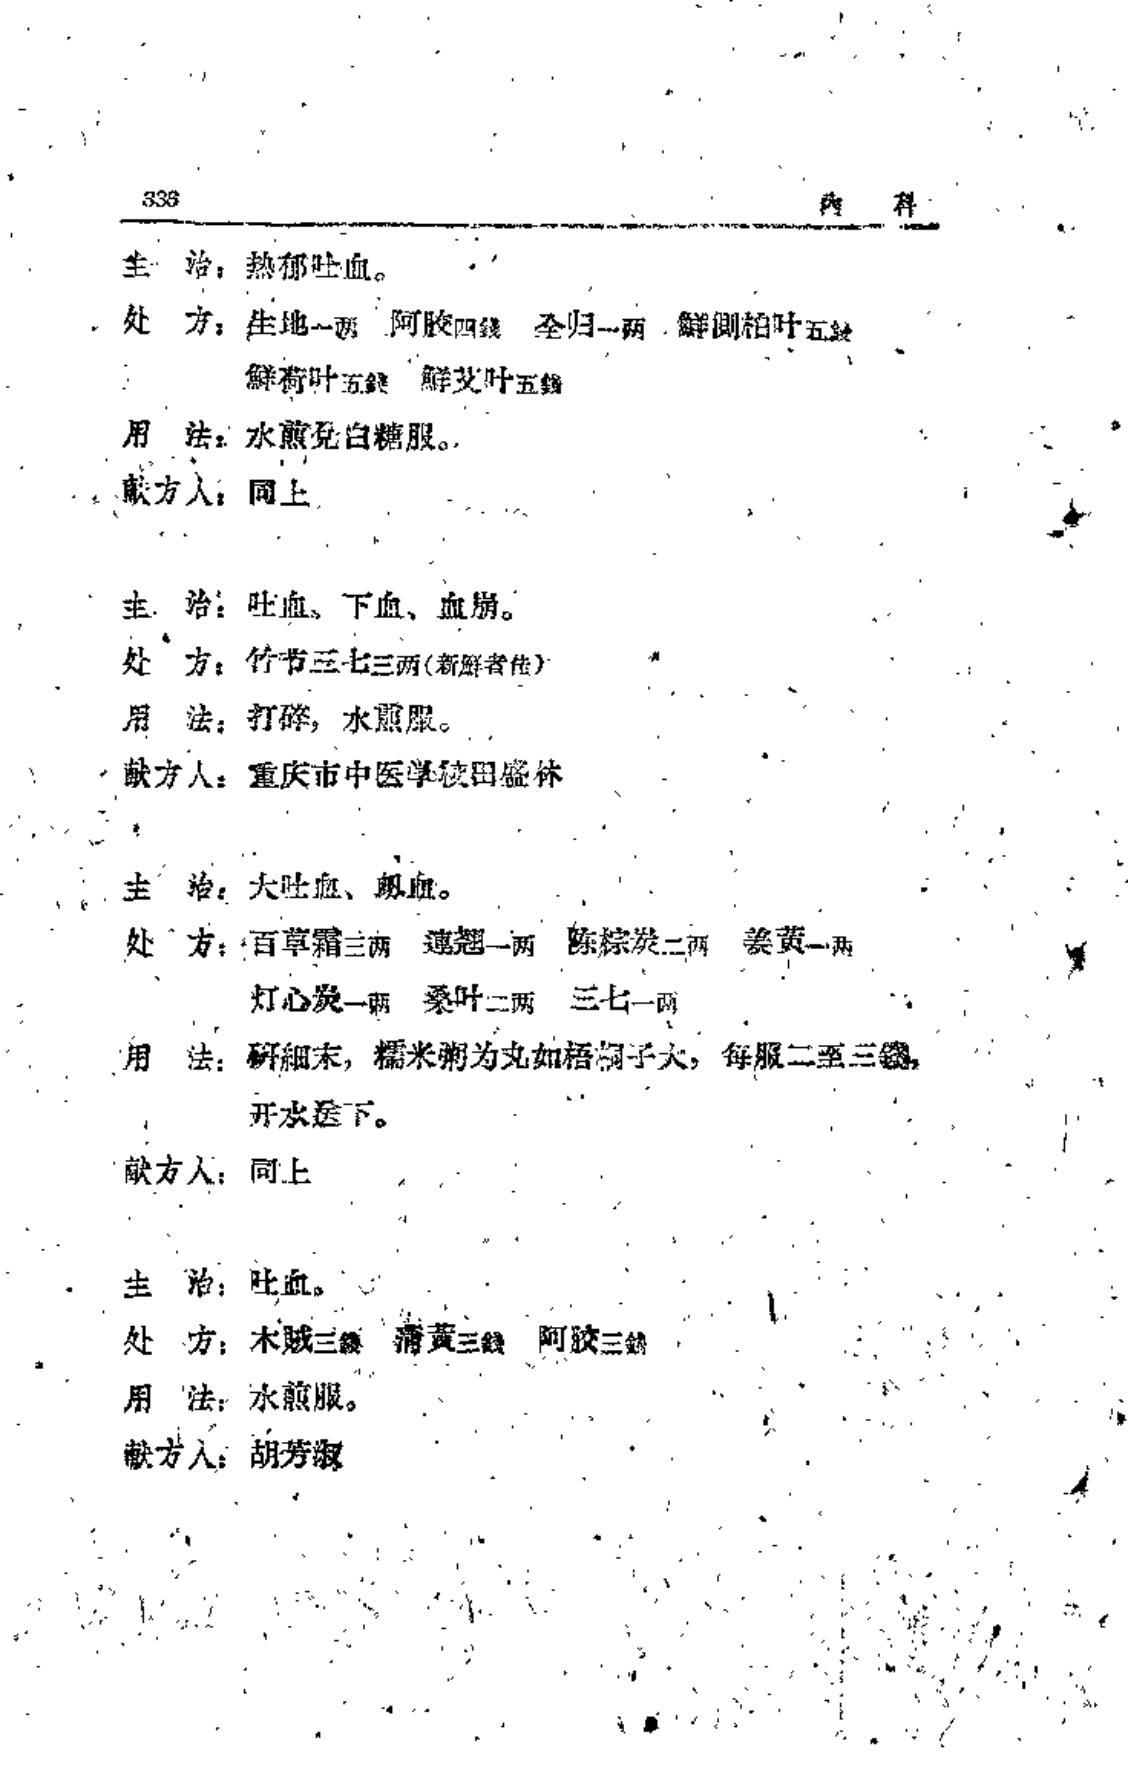 336 内 科
主 治：热郁吐血。
处 方：生地一两 阿胶四錢 全归一两 鮮側柏叶五錢
鮮荷叶五錢 鮮艾叶五錢
用 法：水煎兌白糖服。
献方人：同上
主 治：吐血、下血、血崩。
处 方：竹节三七三两（新鮮者佳）
用 法：打碎，水煎服。
献方人：重庆市中医学校田盛林
主 治：大吐血、衂血。
处 方：百草霜三两 連翘一两 陈棕炭二两 姜黄一两
灯心炭一两 桑叶二两 三七一两
用 法：研細末，糯米粥为丸如梧桐子大，每服二至三錢，
开水送下。
献方人：同上
主 治：吐血。
处 方：木贼三錢 蒲黃三錢 阿胶三錢
用 法：水煎服。
献方人：胡芳淑